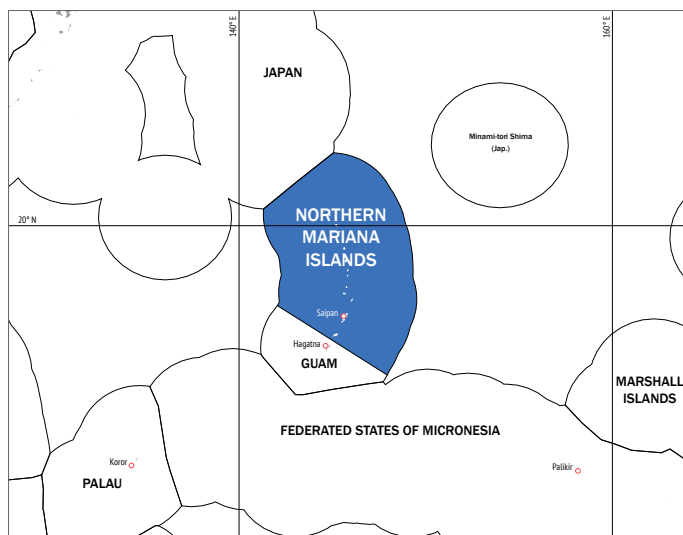 140° E
160° E
JAPAN
Minami-tori Shima
(Jap.)
20° N
NORTHERN
MARIANA
ISLANDS
Saipan
Hagatna
GUAM
MARSHALL
ISLANDS
FEDERATED STATES OF MICRONESIA
Koror
Palikir
PALAU